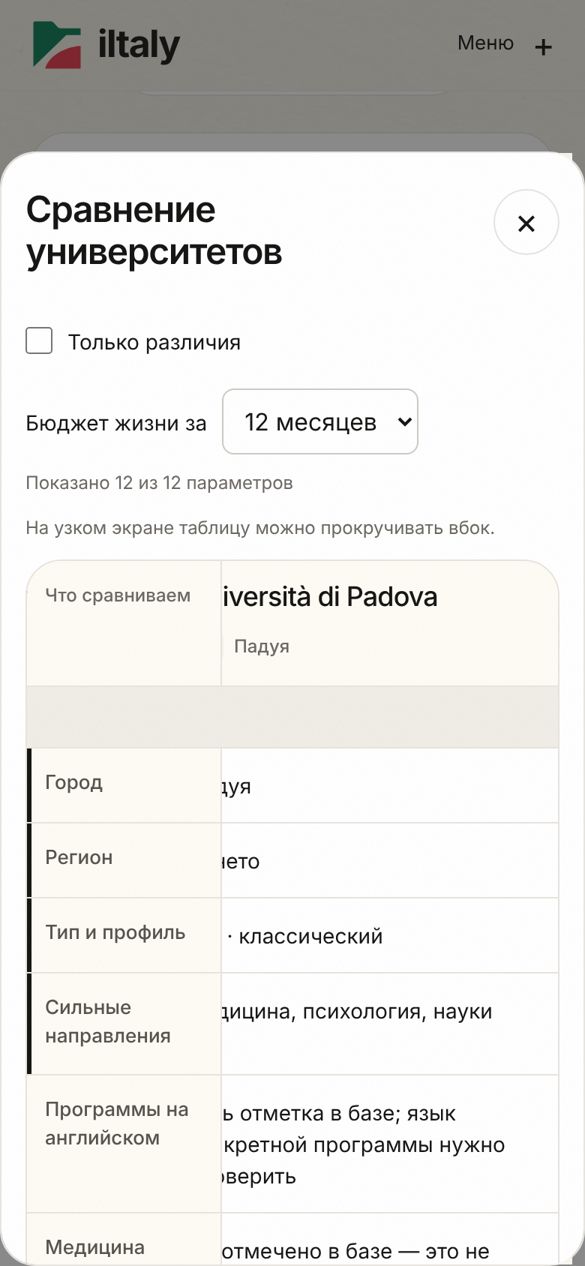 iItaly
Меню +
Сравнение
университетов
Только различия
Бюджет жизни за 12 месяцев
Показано 12 из 12 параметров
На узком экране таблицу можно прокручивать вбок.
Что сравниваем
iversità di Padova
Падуя
Город
дуя
Регион
нето
Тип и профиль
· классический
Сильные
направления
дицина, психология, науки
Программы на
английском
ь отметка в базе; язык
кретной программы нужно
оверить
Медицина
отмечено в базе — это не